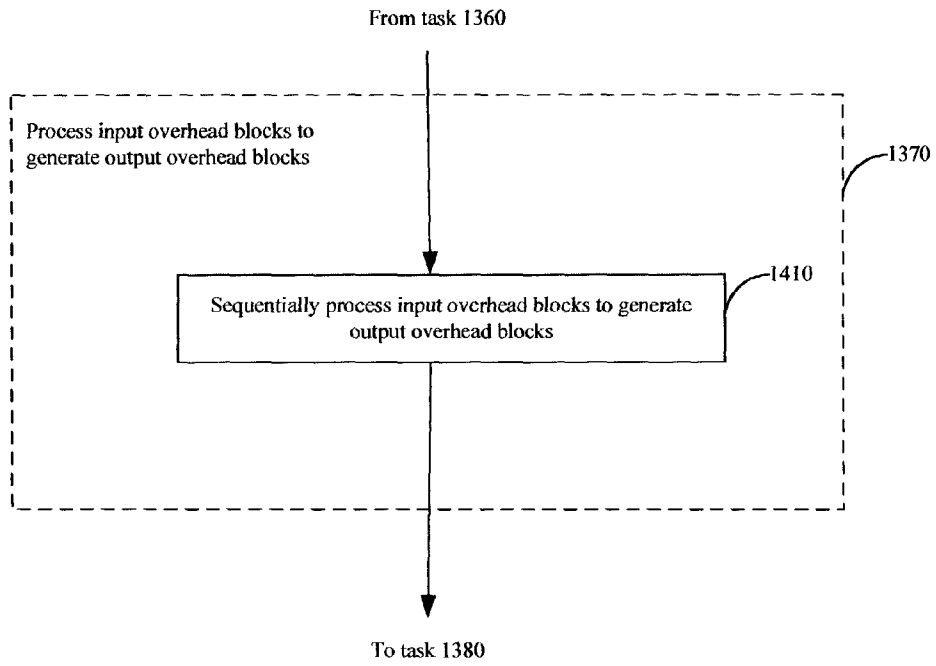 From task 1360
Process input overhead blocks to
generate output overhead blocks
1370
1410
Sequentially process input overhead blocks to generate
output overhead blocks
To task 1380